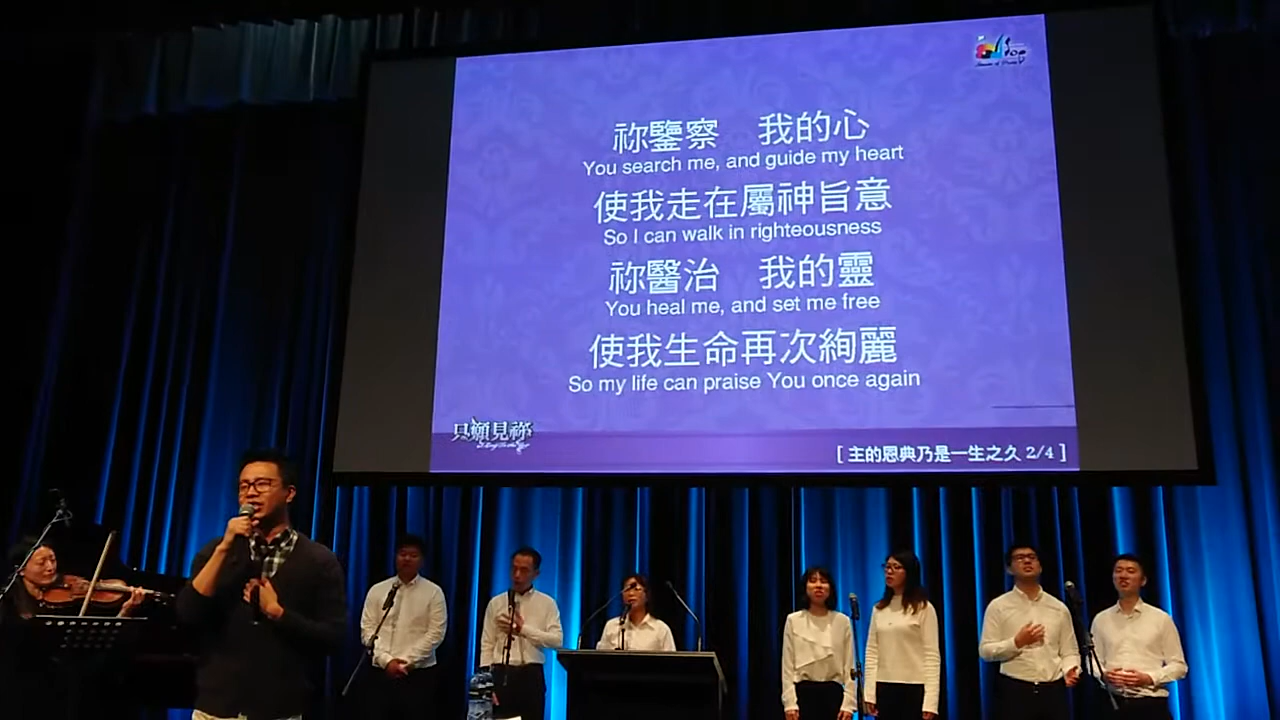 祢鑒察 我的心
You search me, and guide my heart
使我走在屬神旨意
So I can walk in righteousness
祢醫治 我的靈
You heal me, and set me free
使我生命再次絢麗
So my life can praise You once again
只願見祢
[ 主的恩典乃是一生之久 2/4 ]